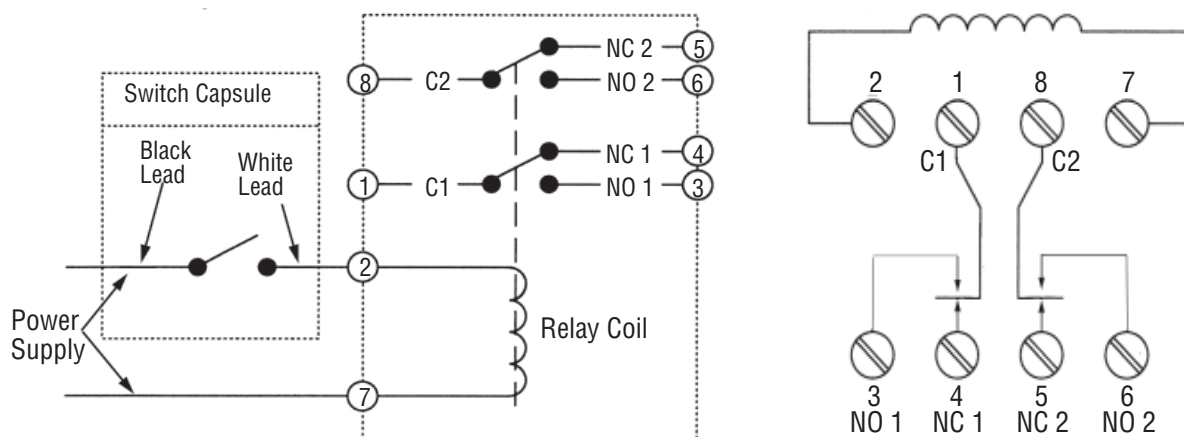 Switch Capsule
Black
Lead
White
Lead
Power
Supply
8
C2
NC 2
5
NO 2
6
1
C1
NC 1
4
NO 1
3
2
Relay Coil
7
2
1
8
7
C1
C2
3
4
5
6
NO 1
NC 1
NC 2
NO 2